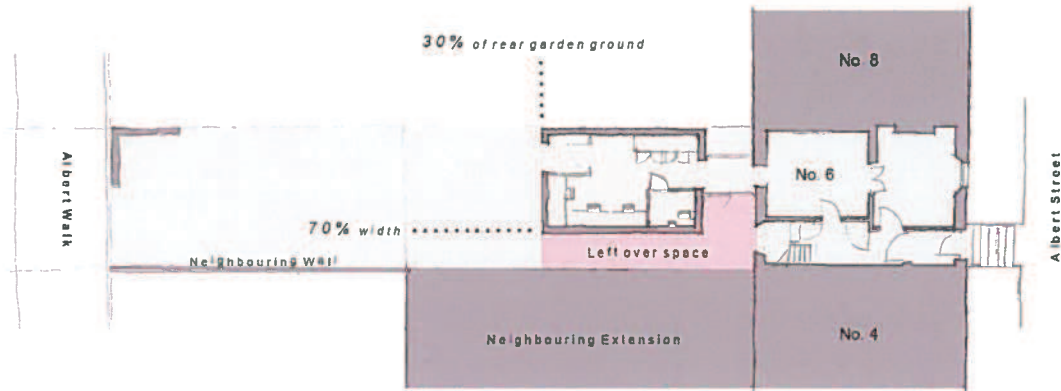 30% of rear garden ground
No. 8
Albert Walk
No. 6
Albert Street
70% width
Neighbouring Wall
Left over space
Neighbouring Extension
No. 4